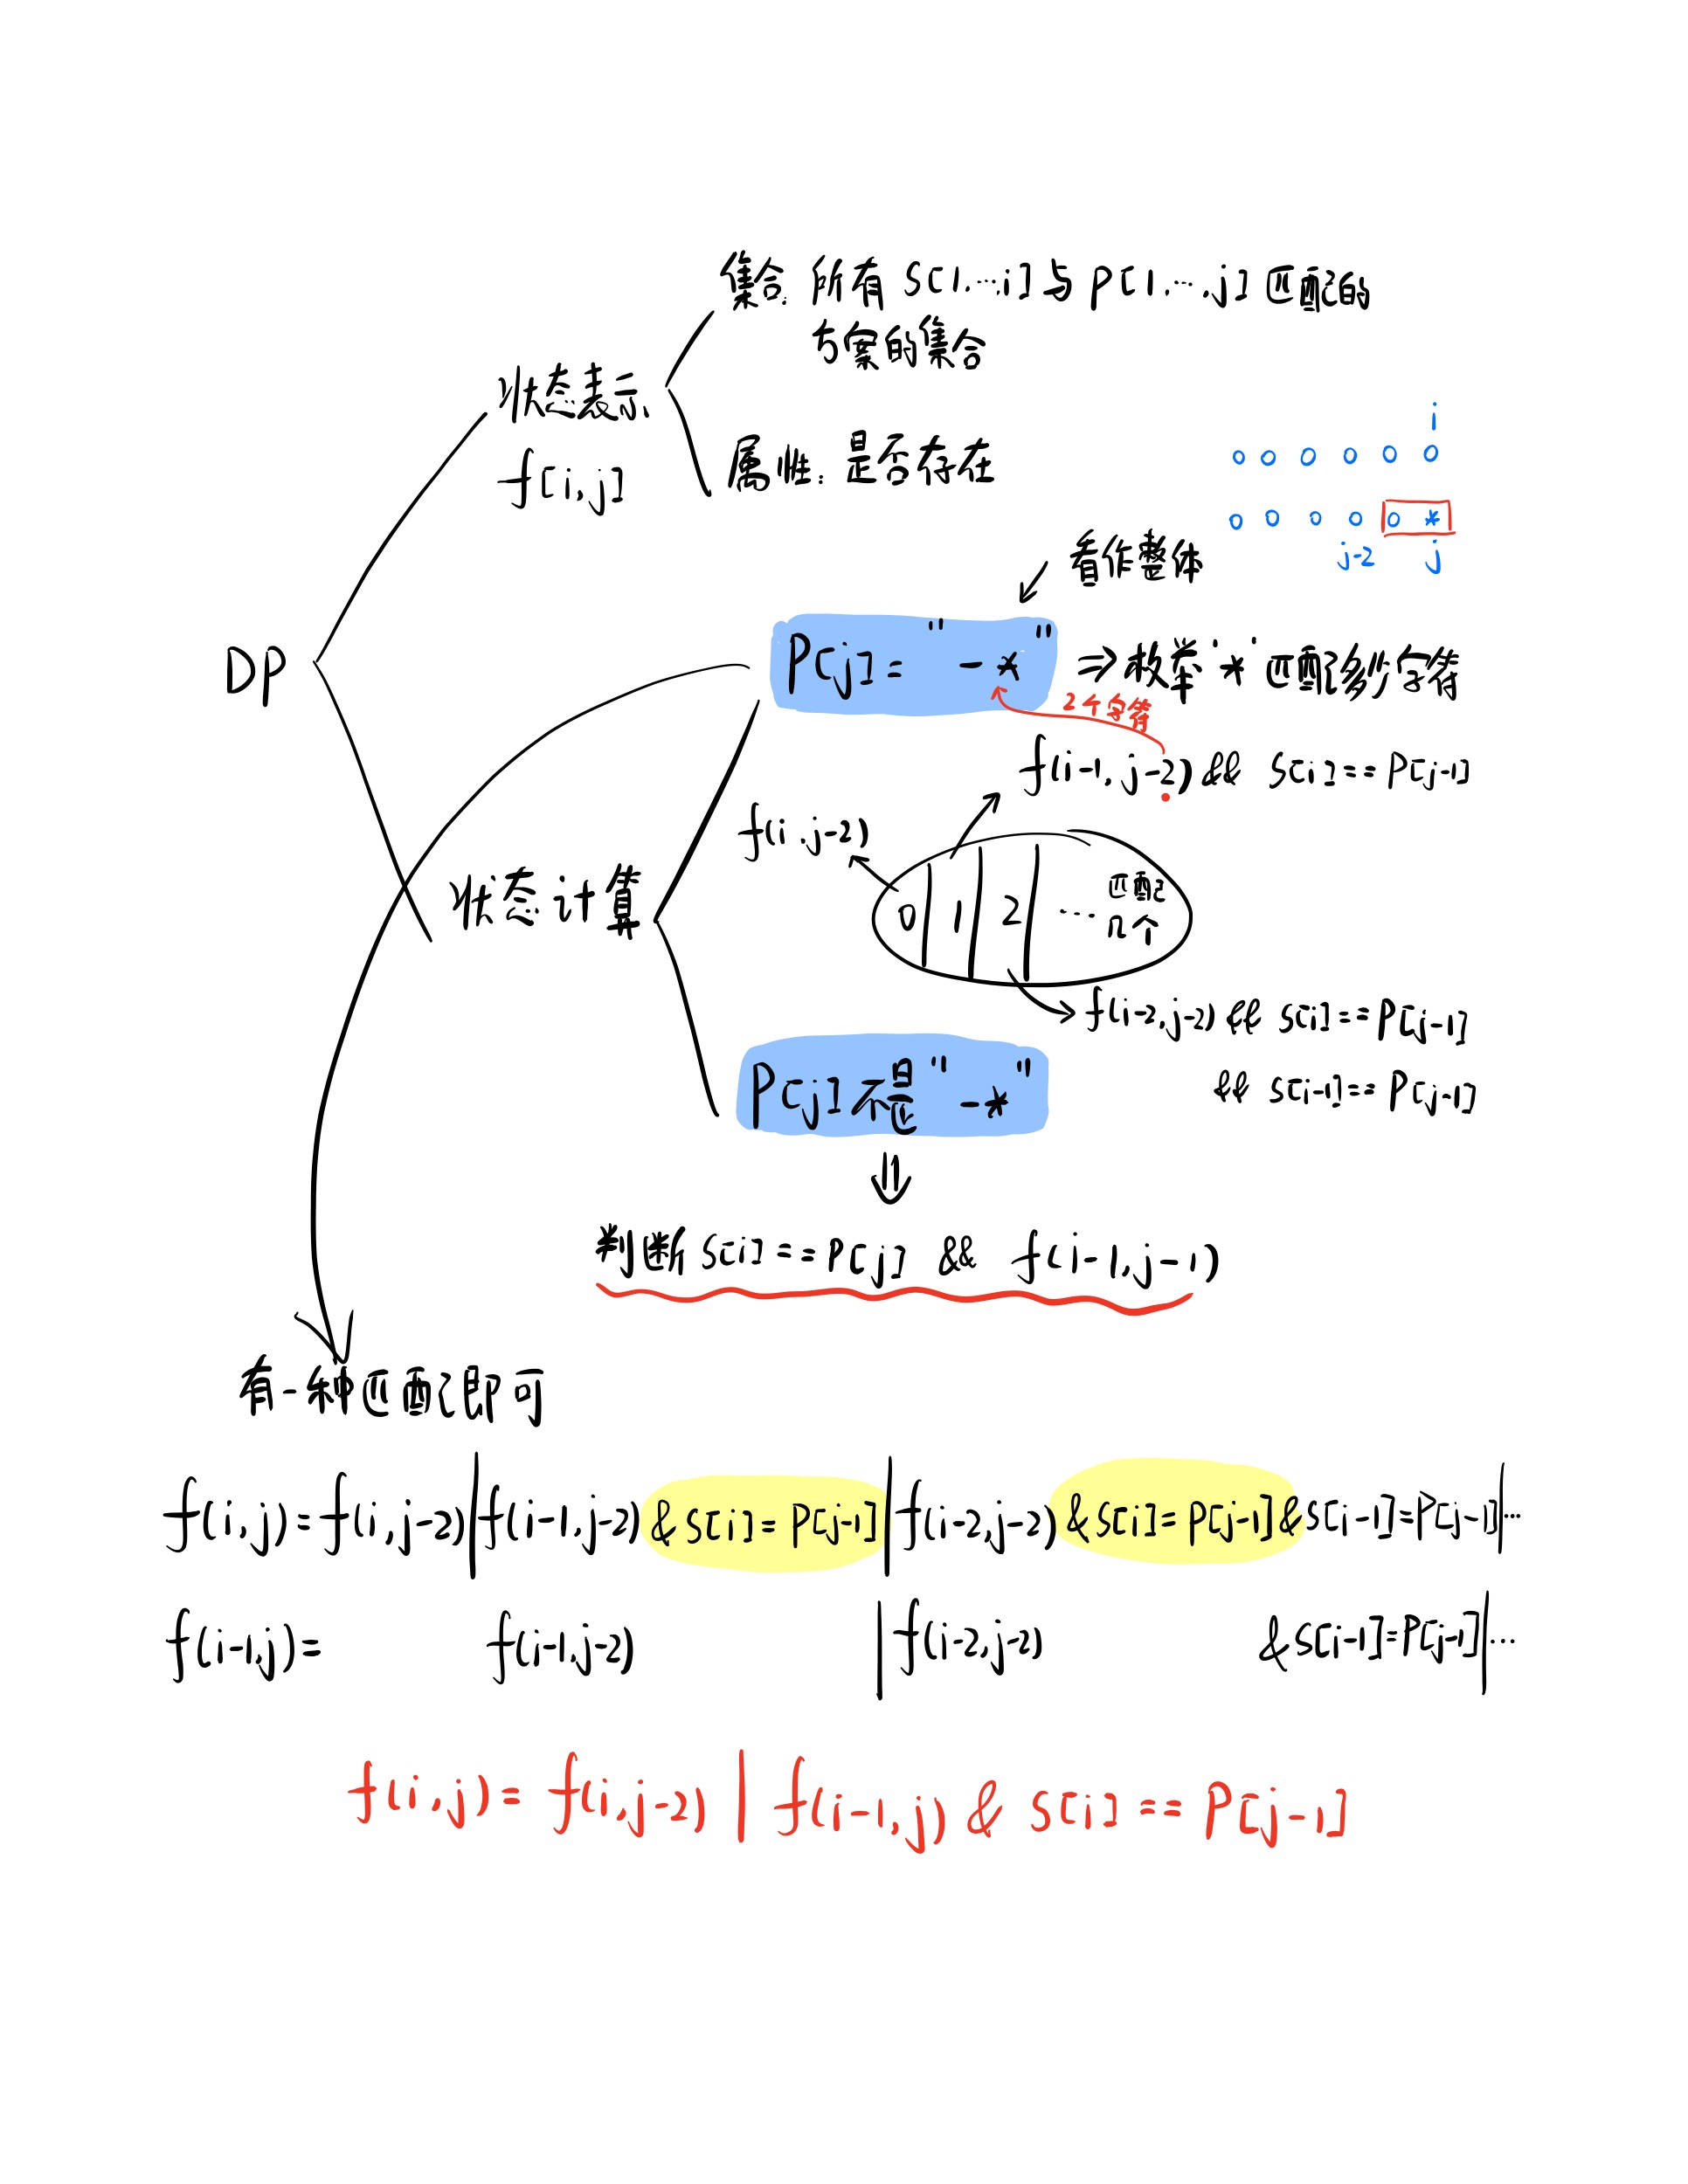 集合: 所有 S[1,…,i] 与 P[1,…,j] 匹配的
方案的集合
状态表示
f[i,j]
属性: 是否存在
i
o o o o o o
o o o o o *
j-2 j
看作整体
DP
P[j]= "-*" ⇒ 枚举'*'匹配多少字符
2个字符
f(i-1, j-2) && S[i]==P[j-1]
f(i,j-2)
状态计算
0 1 2 … 匹配
几个
f(i-2,j-2) && S[i]==P[j-1]
&& S[i-1]==P[j-1]
P[j]不是"-*"
⇓
判断 S[i]==P[j] && f(i-1,j-1)
有一种匹配即可
f(i,j)=f(i,j-2)|f(i-1,j-2) & S[i]=P[j-1]|f(i-2,j-2) & S[i]=P[j-1] & S[i-1]=P[j-1]|…
f(i-1,j)= f(i-1,j-2) |f(i-2,j-2) & S[i-1]=P[j-1]|…
f(i,j)= f(i,j-2) | f(i-1,j) & S[i]==P[j-1]